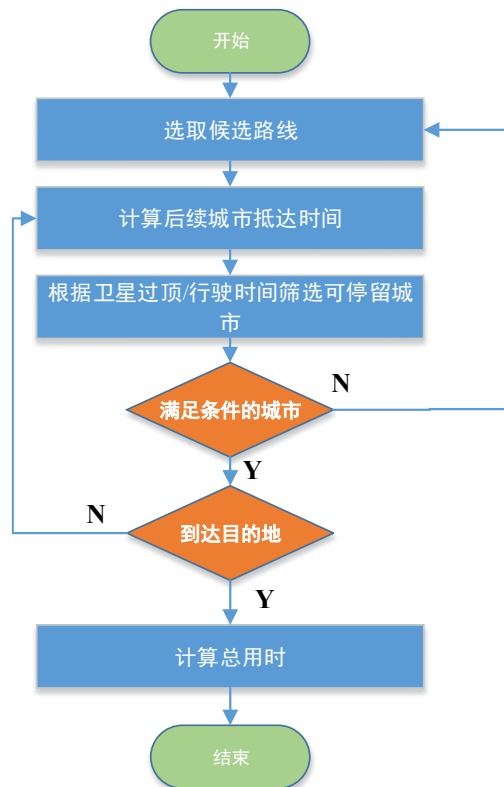 开始
选取候选路线
计算后续城市抵达时间
根据卫星过顶/行驶时间筛选可停留城
市
N
满足条件的城市
Y
N
到达目的地
Y
计算总用时
结束